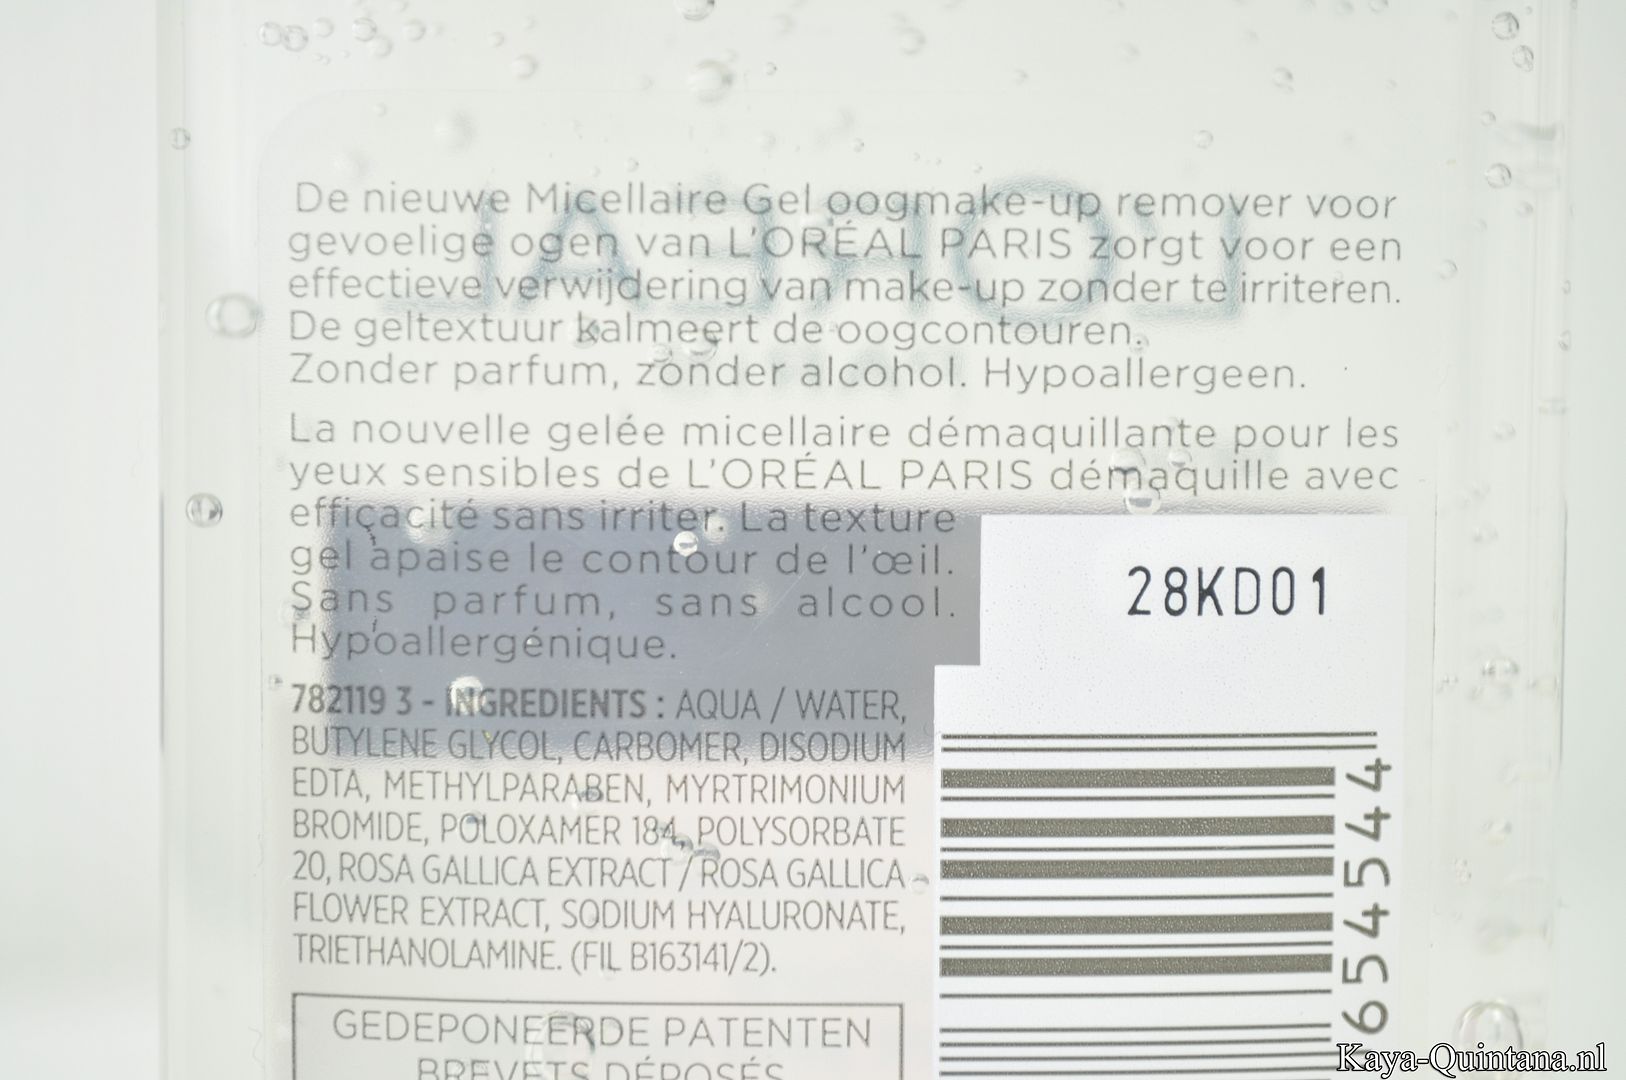 De nieuwe Micellaire Gel oogmake-up remover voor
gevoelige ogen van L'ORÉAL PARIS zorgt voor een
effectieve verwijdering van make-up zonder te irriteren.
De geltextuur kalmeert de oogcontouren.
Zonder parfum, zonder alcohol. Hypoallergeen.
La nouvelle gelée micellaire démaquillante pour les
yeux sensibles de L'ORÉAL PARIS démaquille avec
efficacité sans irriter. La texture
gel apaise le contour de l'œil.
Sans parfum, sans alcool.
Hypoallergénique.
28KD01
782119 3 - INGREDIENTS : AQUA / WATER,
BUTYLENE GLYCOL, CARBOMER, DISODIUM
EDTA, METHYLPARABEN, MYRTRIMONIUM
BROMIDE, POLOXAMER 184, POLYSORBATE
20, ROSA GALLICA EXTRACT / ROSA GALLICA
FLOWER EXTRACT, SODIUM HYALURONATE,
TRIETHANOLAMINE. (FIL B163141/2).
GEDEPONEERDE PATENTEN
BREVETS DÉPOSÉS
654544
L'ORÉAL
Kaya-Quintana.nl